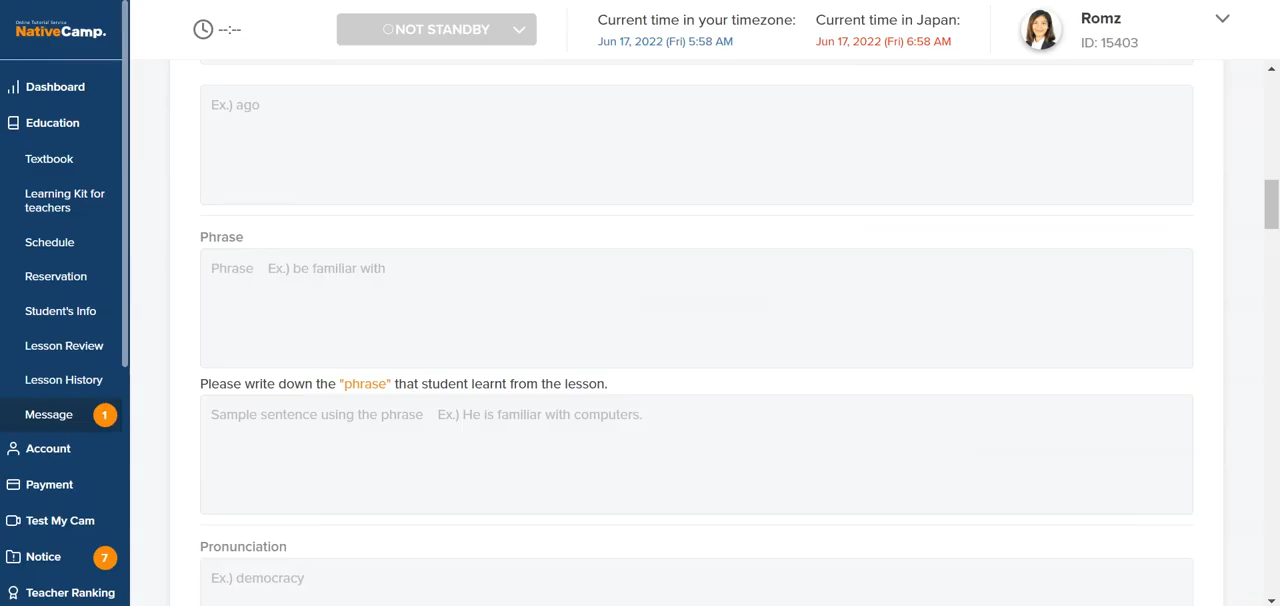 Online Tutorial Service
NativeCamp.
--:--
NOT STANDBY
Current time in your timezone:
Jun 17, 2022 (Fri) 5:58 AM
Current time in Japan:
Jun 17, 2022 (Fri) 6:58 AM
Romz
ID: 15403
Dashboard
Education
Textbook
Learning Kit for
teachers
Schedule
Reservation
Student's Info
Lesson Review
Lesson History
Message 1
Account
Payment
Test My Cam
Notice 7
Teacher Ranking
Ex.) ago
Phrase
Phrase Ex.) be familiar with
Please write down the "phrase" that student learnt from the lesson.
Sample sentence using the phrase Ex.) He is familiar with computers.
Pronunciation
Ex.) democracy